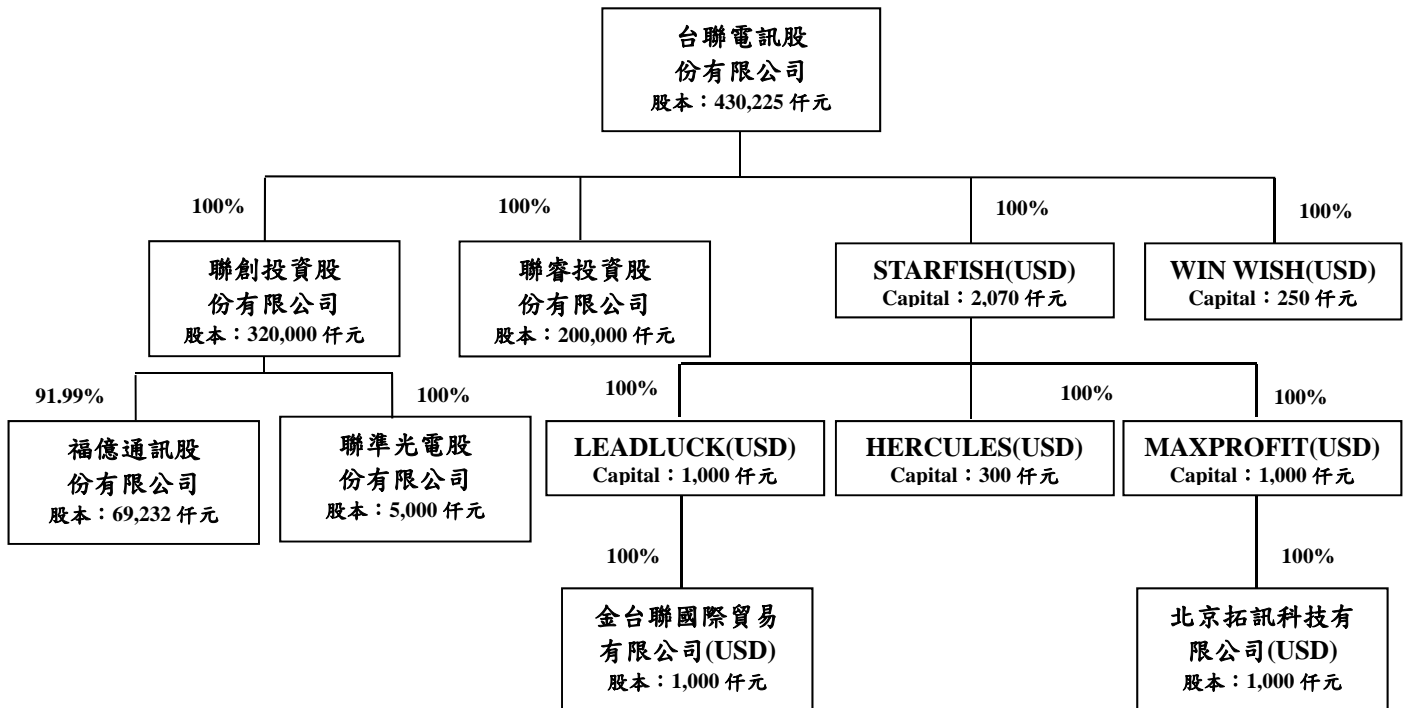 台聯電訊股
份有限公司
股本：430,225 仟元
100%
100%
100%
100%
聯創投資股
份有限公司
股本：320,000 仟元
聯睿投資股
份有限公司
股本：200,000 仟元
STARFISH(USD)
Capital：2,070 仟元
WIN WISH(USD)
Capital：250 仟元
91.99%
100%
100%
100%
100%
福億通訊股
份有限公司
股本：69,232 仟元
聯準光電股
份有限公司
股本：5,000 仟元
LEADLUCK(USD)
Capital：1,000 仟元
HERCULES(USD)
Capital：300 仟元
MAXPROFIT(USD)
Capital：1,000 仟元
100%
100%
金台聯國際貿易
有限公司(USD)
股本：1,000 仟元
北京拓訊科技有
限公司(USD)
股本：1,000 仟元